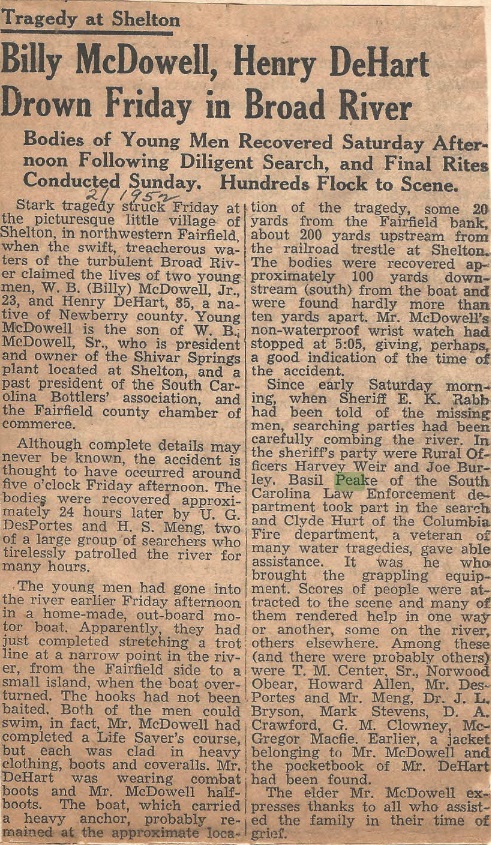 Tragedy at Shelton
Billy McDowell, Henry DeHart
Drown Friday in Broad River
Bodies of Young Men Recovered Saturday After-
noon Following Diligent Search, and Final Rites
Conducted Sunday. Hundreds Flock to Scene.
2/1952
Stark tragedy struck Friday at
the picturesque little village of
Shelton, in northwestern Fairfield,
when the swift, treacherous wa-
ters of the turbulent Broad Riv-
er claimed the lives of two young
men, W. B. (Billy) McDowell, Jr.,
23, and Henry DeHart, 35, a na-
tive of Newberry county. Young
McDowell is the son of W. B.,
McDowell, Sr., who is president
and owner of the Shivar Springs
plant located at Shelton, and a
past president of the South Car-
olina Bottlers' association, and
the Fairfield county chamber of
commerce.
Although complete details may
never be known, the accident is
thought to have occurred around
five o'clock Friday afternoon. The
bodies were recovered approxi-
mately 24 hours later by U. G.
DesPortes and H. S. Meng, two
of a large group of searchers who
tirelessly patrolled the river for
many hours.
The young men had gone into
the river earlier Friday afternoon
in a home-made, out-board mo-
tor boat. Apparently, they had
just completed stretching a trot
line at a narrow point in the riv-
er, from the Fairfield side to a
small island, when the boat over-
turned. The hooks had not been
baited. Both of the men could
swim, in fact, Mr. McDowell had
completed a Life Saver's course,
but each was clad in heavy
clothing, boots and coveralls. Mr.
DeHart was wearing combat
boots and Mr. McDowell half-
boots. The boat, which carried
a heavy anchor, probably re-
mained at the approximate loca-
tion of the tragedy, some 20
yards from the Fairfield bank,
about 200 yards upstream from
the railroad trestle at Shelton.
The bodies were recovered ap-
proximately 100 yards down-
stream (south) from the boat and
were found hardly more than
ten yards apart. Mr. McDowell's
non-waterproof wrist watch had
stopped at 5:05, giving, perhaps,
a good indication of the time of
the accident.
Since early Saturday morn-
ing, when Sheriff E. K. Rabb
had been told of the missing
men, searching parties had been
carefully combing the river. In
the sheriff's party were Rural Of-
ficers Harvey Weir and Joe Bur-
ley. Basil Peake of the South
Carolina Law Enforcement de-
partment took part in the search
and Clyde Hurt of the Columbia
Fire department, a veteran of
many water tragedies, gave able
assistance. It was he who
brought the grappling equip-
ment. Scores of people were at-
tracted to the scene and many of
them rendered help in one way
or another, some on the river,
others elsewhere. Among these
(and there were probably others)
were T. M. Center, Sr., Norwood
Obear, Howard Allen, Mr. Des-
Portes and Mr. Meng, Dr. J. L.
Bryson, Mark Stevens, D. A.
Crawford, G. M. Clowney, Mc-
Gregor Macfie. Earlier, a jacket
belonging to Mr. McDowell and
the pocketbook of Mr. DeHart
had been found.
The elder Mr. McDowell ex-
presses thanks to all who assist-
ed the family in their time of
grief.